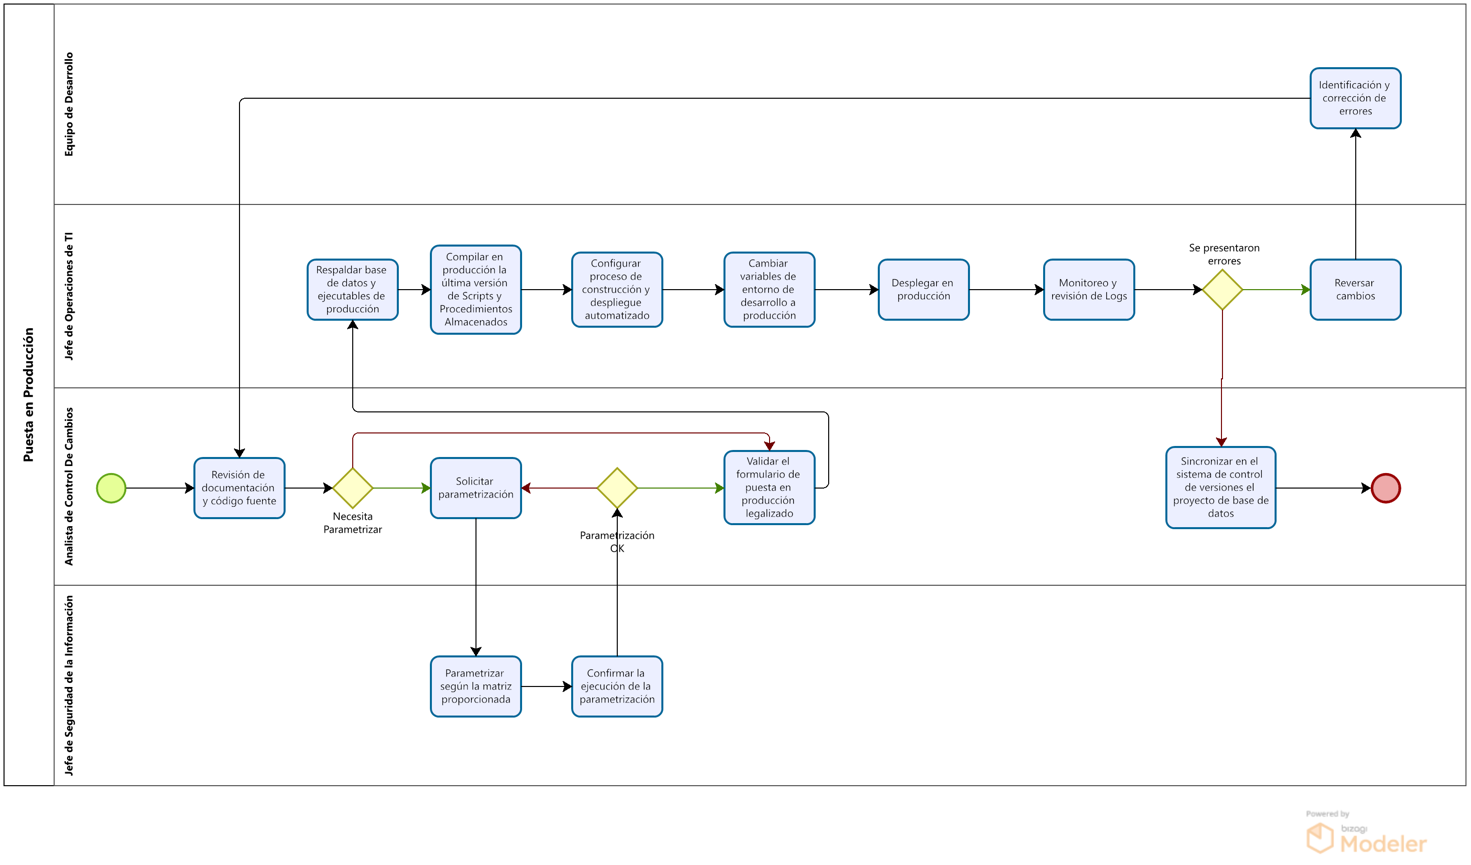 Puesta en Producción
Equipo de Desarrollo
Identificación y
corrección de
errores
Jefe de Operaciones de TI
Respaldar base
de datos y
ejecutables de
producción
Compilar en
producción la
última versión
de Scripts y
Procedimientos
Almacenados
Configurar
proceso de
construcción y
despliegue
automatizado
Cambiar
variables de
entorno de
desarrollo a
producción
Desplegar en
producción
Monitoreo y
revisión de Logs
Se presentaron
errores
Reversar
cambios
Analista de Control De Cambios
Revisión de
documentación
y código fuente
Necesita
Parametrizar
Solicitar
parametrización
Parametrización
OK
Validar el
formulario de
puesta en
producción
legalizado
Sincronizar en el
sistema de control
de versiones el
proyecto de base de
datos
Jefe de Seguridad de la Información
Parametrizar
según la matriz
proporcionada
Confirmar la
ejecución de la
parametrización
Powered by
bizagi
Modeler